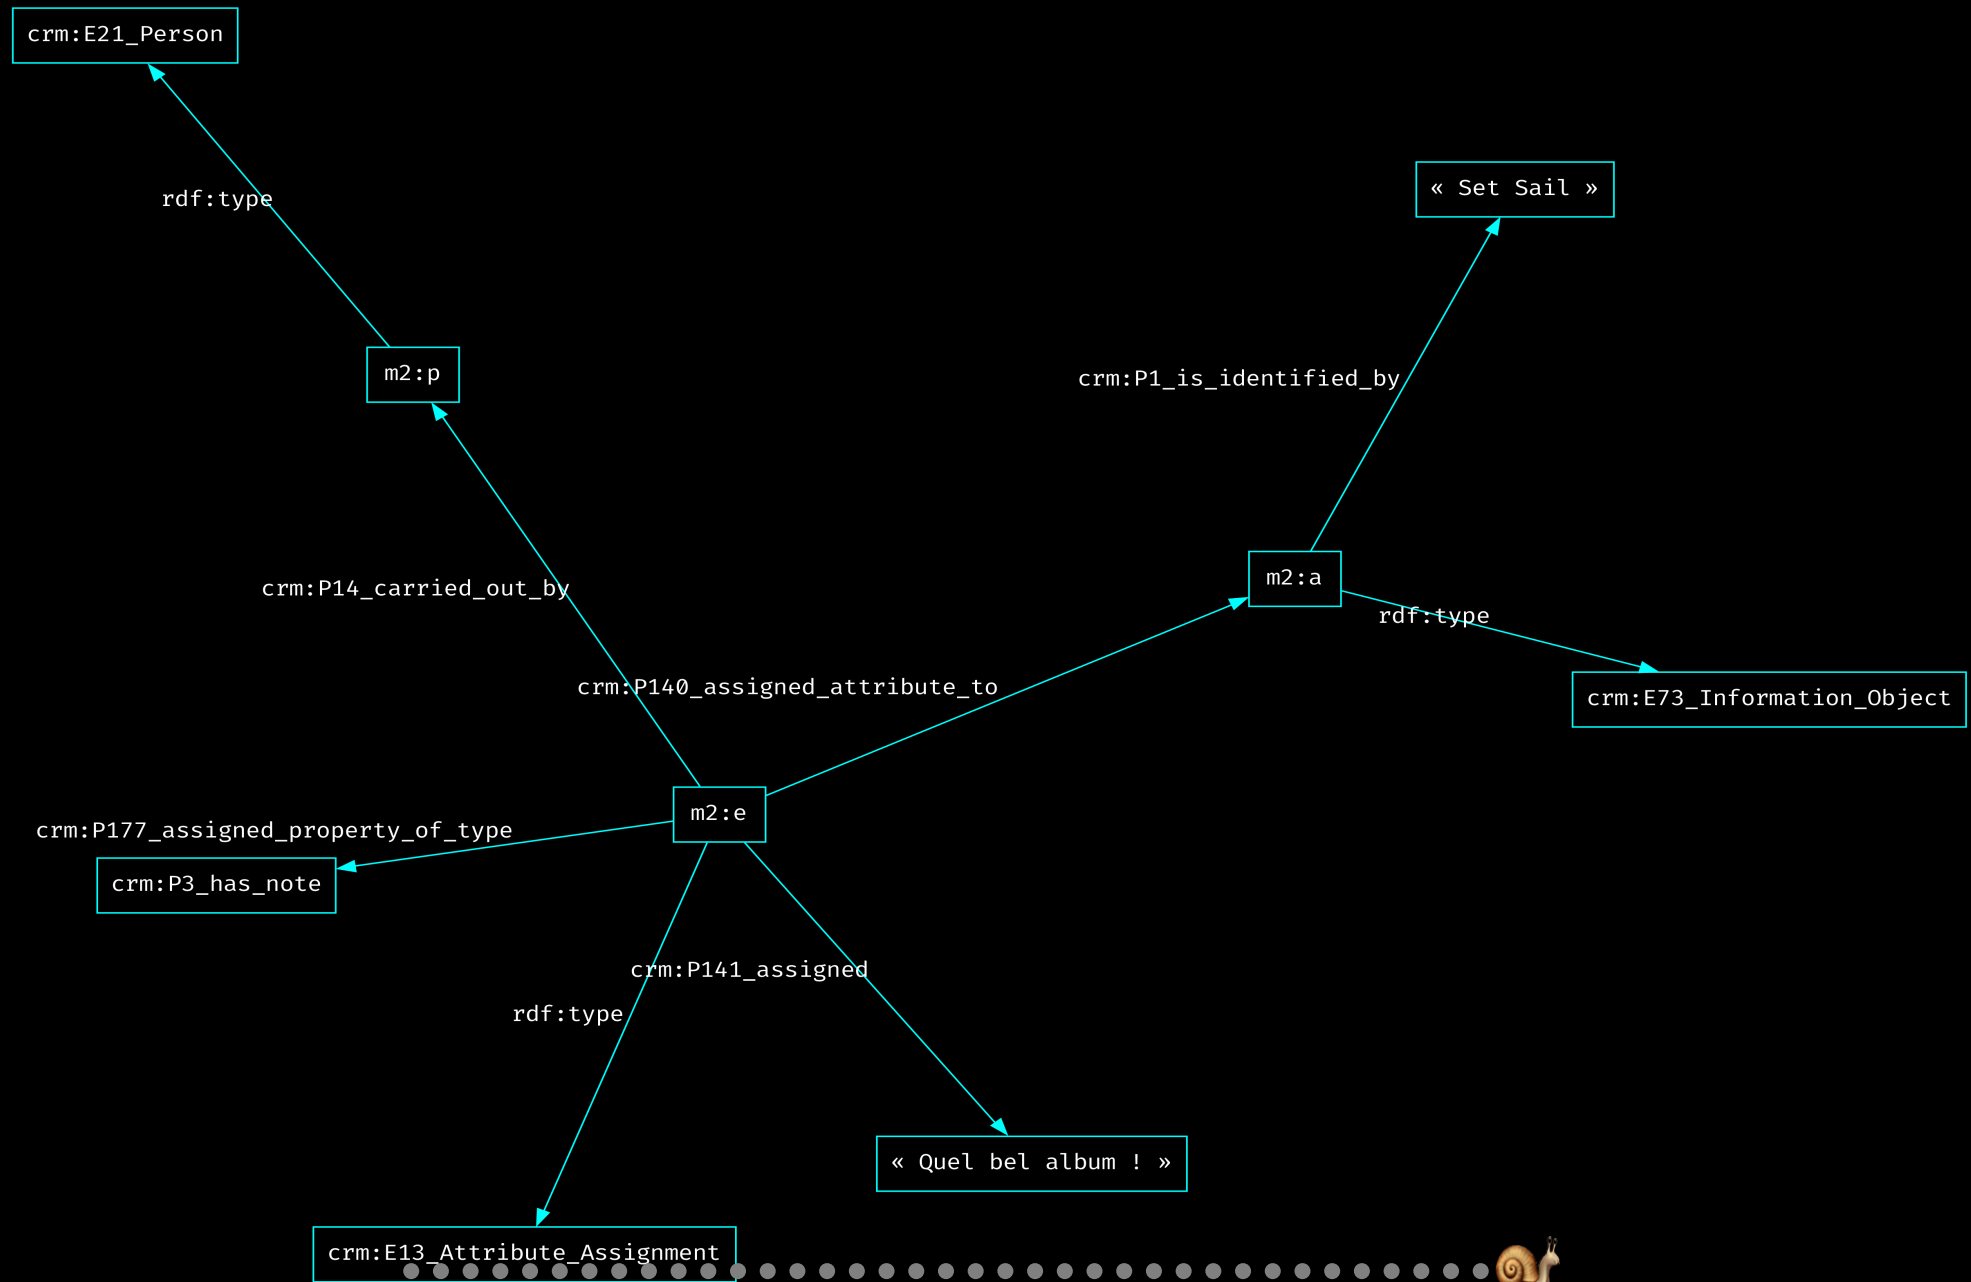 crm:E21_Person
« Set Sail »
rdf:type
m2:p
crm:P1_is_identified_by
m2:a
crm:P14_carried_out_by
rdf:type
crm:P140_assigned_attribute_to
crm:E73_Information_Object
m2:e
crm:P177_assigned_property_of_type
crm:P3_has_note
crm:P141_assigned
rdf:type
« Quel bel album ! »
crm:E13_Attribute_Assignment